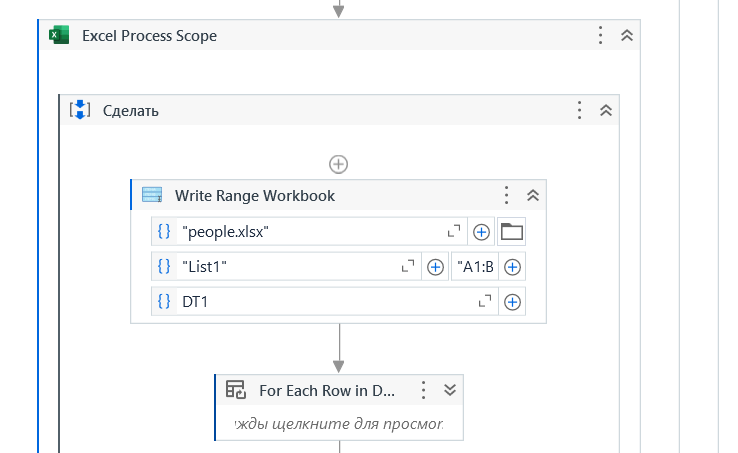 Excel Process Scope
Сделать
Write Range Workbook
"people.xlsx"
"List1" "A1:B
DT1
For Each Row in D...
жды щелкните для просмот